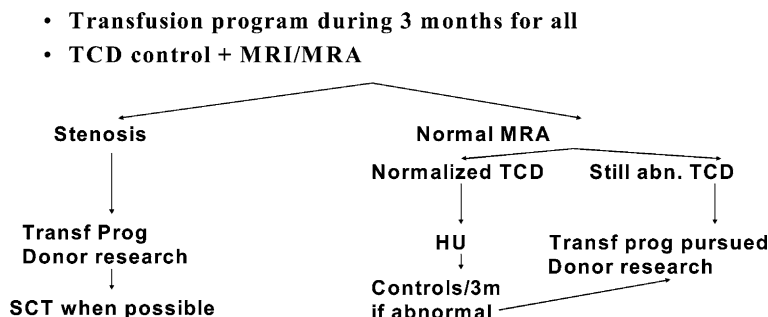 • Transfusion program during 3 months for all
• TCD control + MRI/MRA
Stenosis
Normal MRA
Normalized TCD
Still abn. TCD
Transf Prog
Donor research
HU
Transf prog pursued
Donor research
SCT when possible
Controls/3m
if abnormal